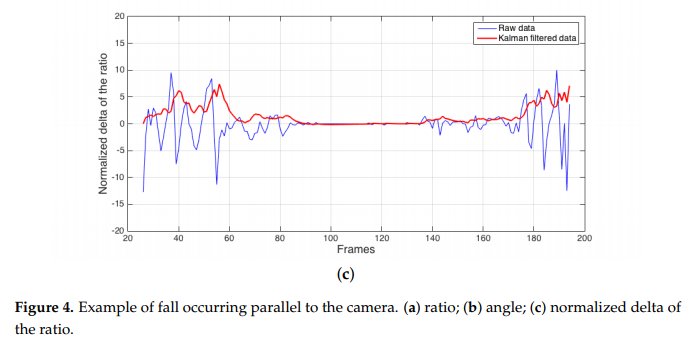 20
15
10
5
0
-5
-10
-15
-20
Normalized delta of the ratio
Raw data
Kalman filtered data
20 40 60 80 100 120 140 160 180 200
Frames
(c)
Figure 4. Example of fall occurring parallel to the camera. (a) ratio; (b) angle; (c) normalized delta of
the ratio.